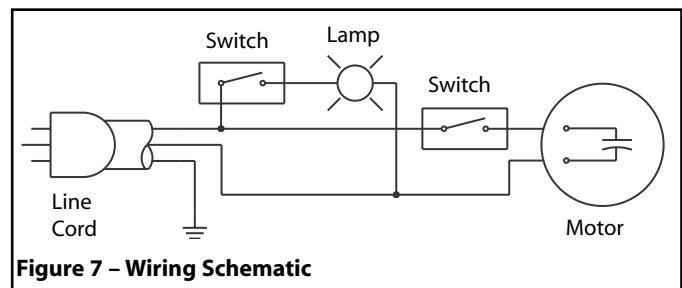 Switch
Lamp
Switch
Line
Cord
Motor
Figure 7 – Wiring Schematic